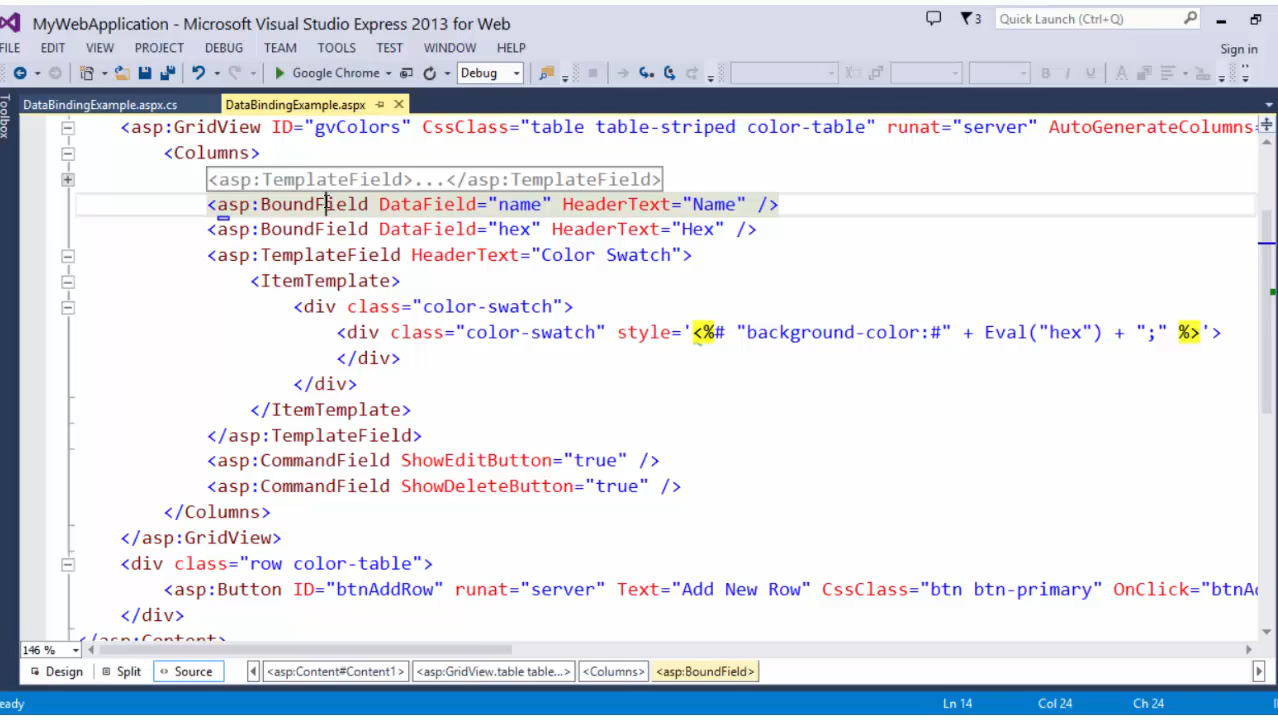 MyWebApplication - Microsoft Visual Studio Express 2013 for Web
3
Quick Launch (Ctrl+Q)
FILE EDIT VIEW PROJECT DEBUG TEAM TOOLS TEST WINDOW HELP
Sign in
Google Chrome
Debug
B I U A
Toolbox
DataBindingExample.aspx.cs DataBindingExample.aspx
<asp:GridView ID="gvColors" CssClass="table table-striped color-table" runat="server" AutoGenerateColumns=
<Columns>
<asp:TemplateField>...</asp:TemplateField>
<asp:BoundField DataField="name" HeaderText="Name" />
<asp:BoundField DataField="hex" HeaderText="Hex" />
<asp:TemplateField HeaderText="Color Swatch">
<ItemTemplate>
<div class="color-swatch">
<div class="color-swatch" style='<%# "background-color:#" + Eval("hex") + ";" %>'>
</div>
</div>
</ItemTemplate>
</asp:TemplateField>
<asp:CommandField ShowEditButton="true" />
<asp:CommandField ShowDeleteButton="true" />
</Columns>
</asp:GridView>
<div class="row color-table">
<asp:Button ID="btnAddRow" runat="server" Text="Add New Row" CssClass="btn btn-primary" OnClick="btnAd
</div>
</asp:Content>
146 %
Design Split Source <asp:Content#Content1> <asp:GridView.table table...> <Columns> <asp:BoundField>
eady Ln 14 Col 24 Ch 24